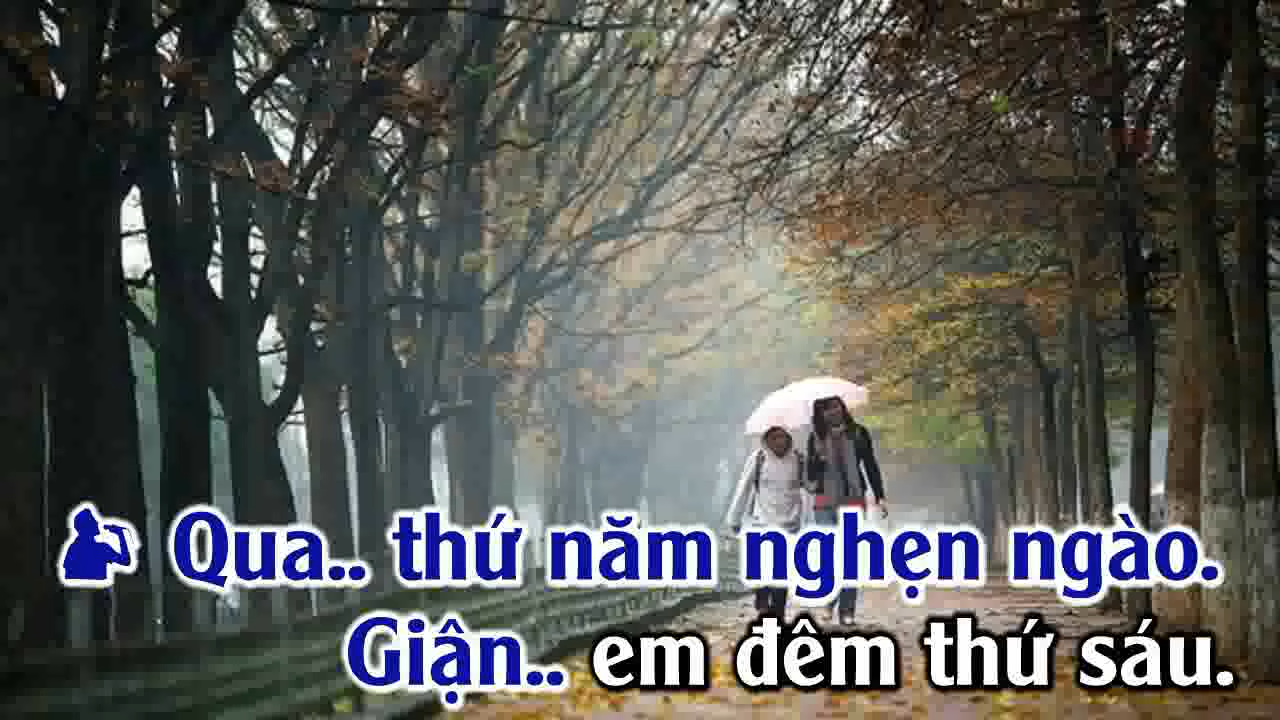 Qua.. thứ năm nghẹn ngào.
Giận.. em đêm thứ sáu.